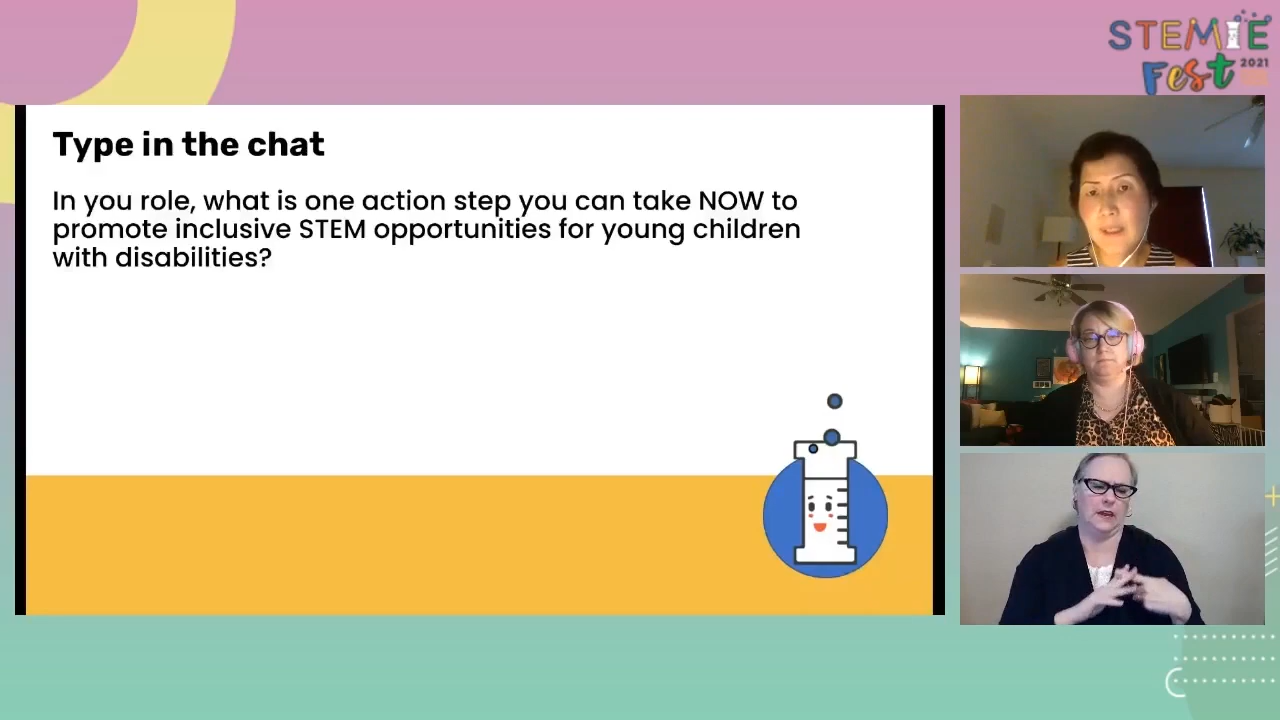 STEMIE
Fest 2021
Type in the chat
In you role, what is one action step you can take NOW to
promote inclusive STEM opportunities for young children
with disabilities?